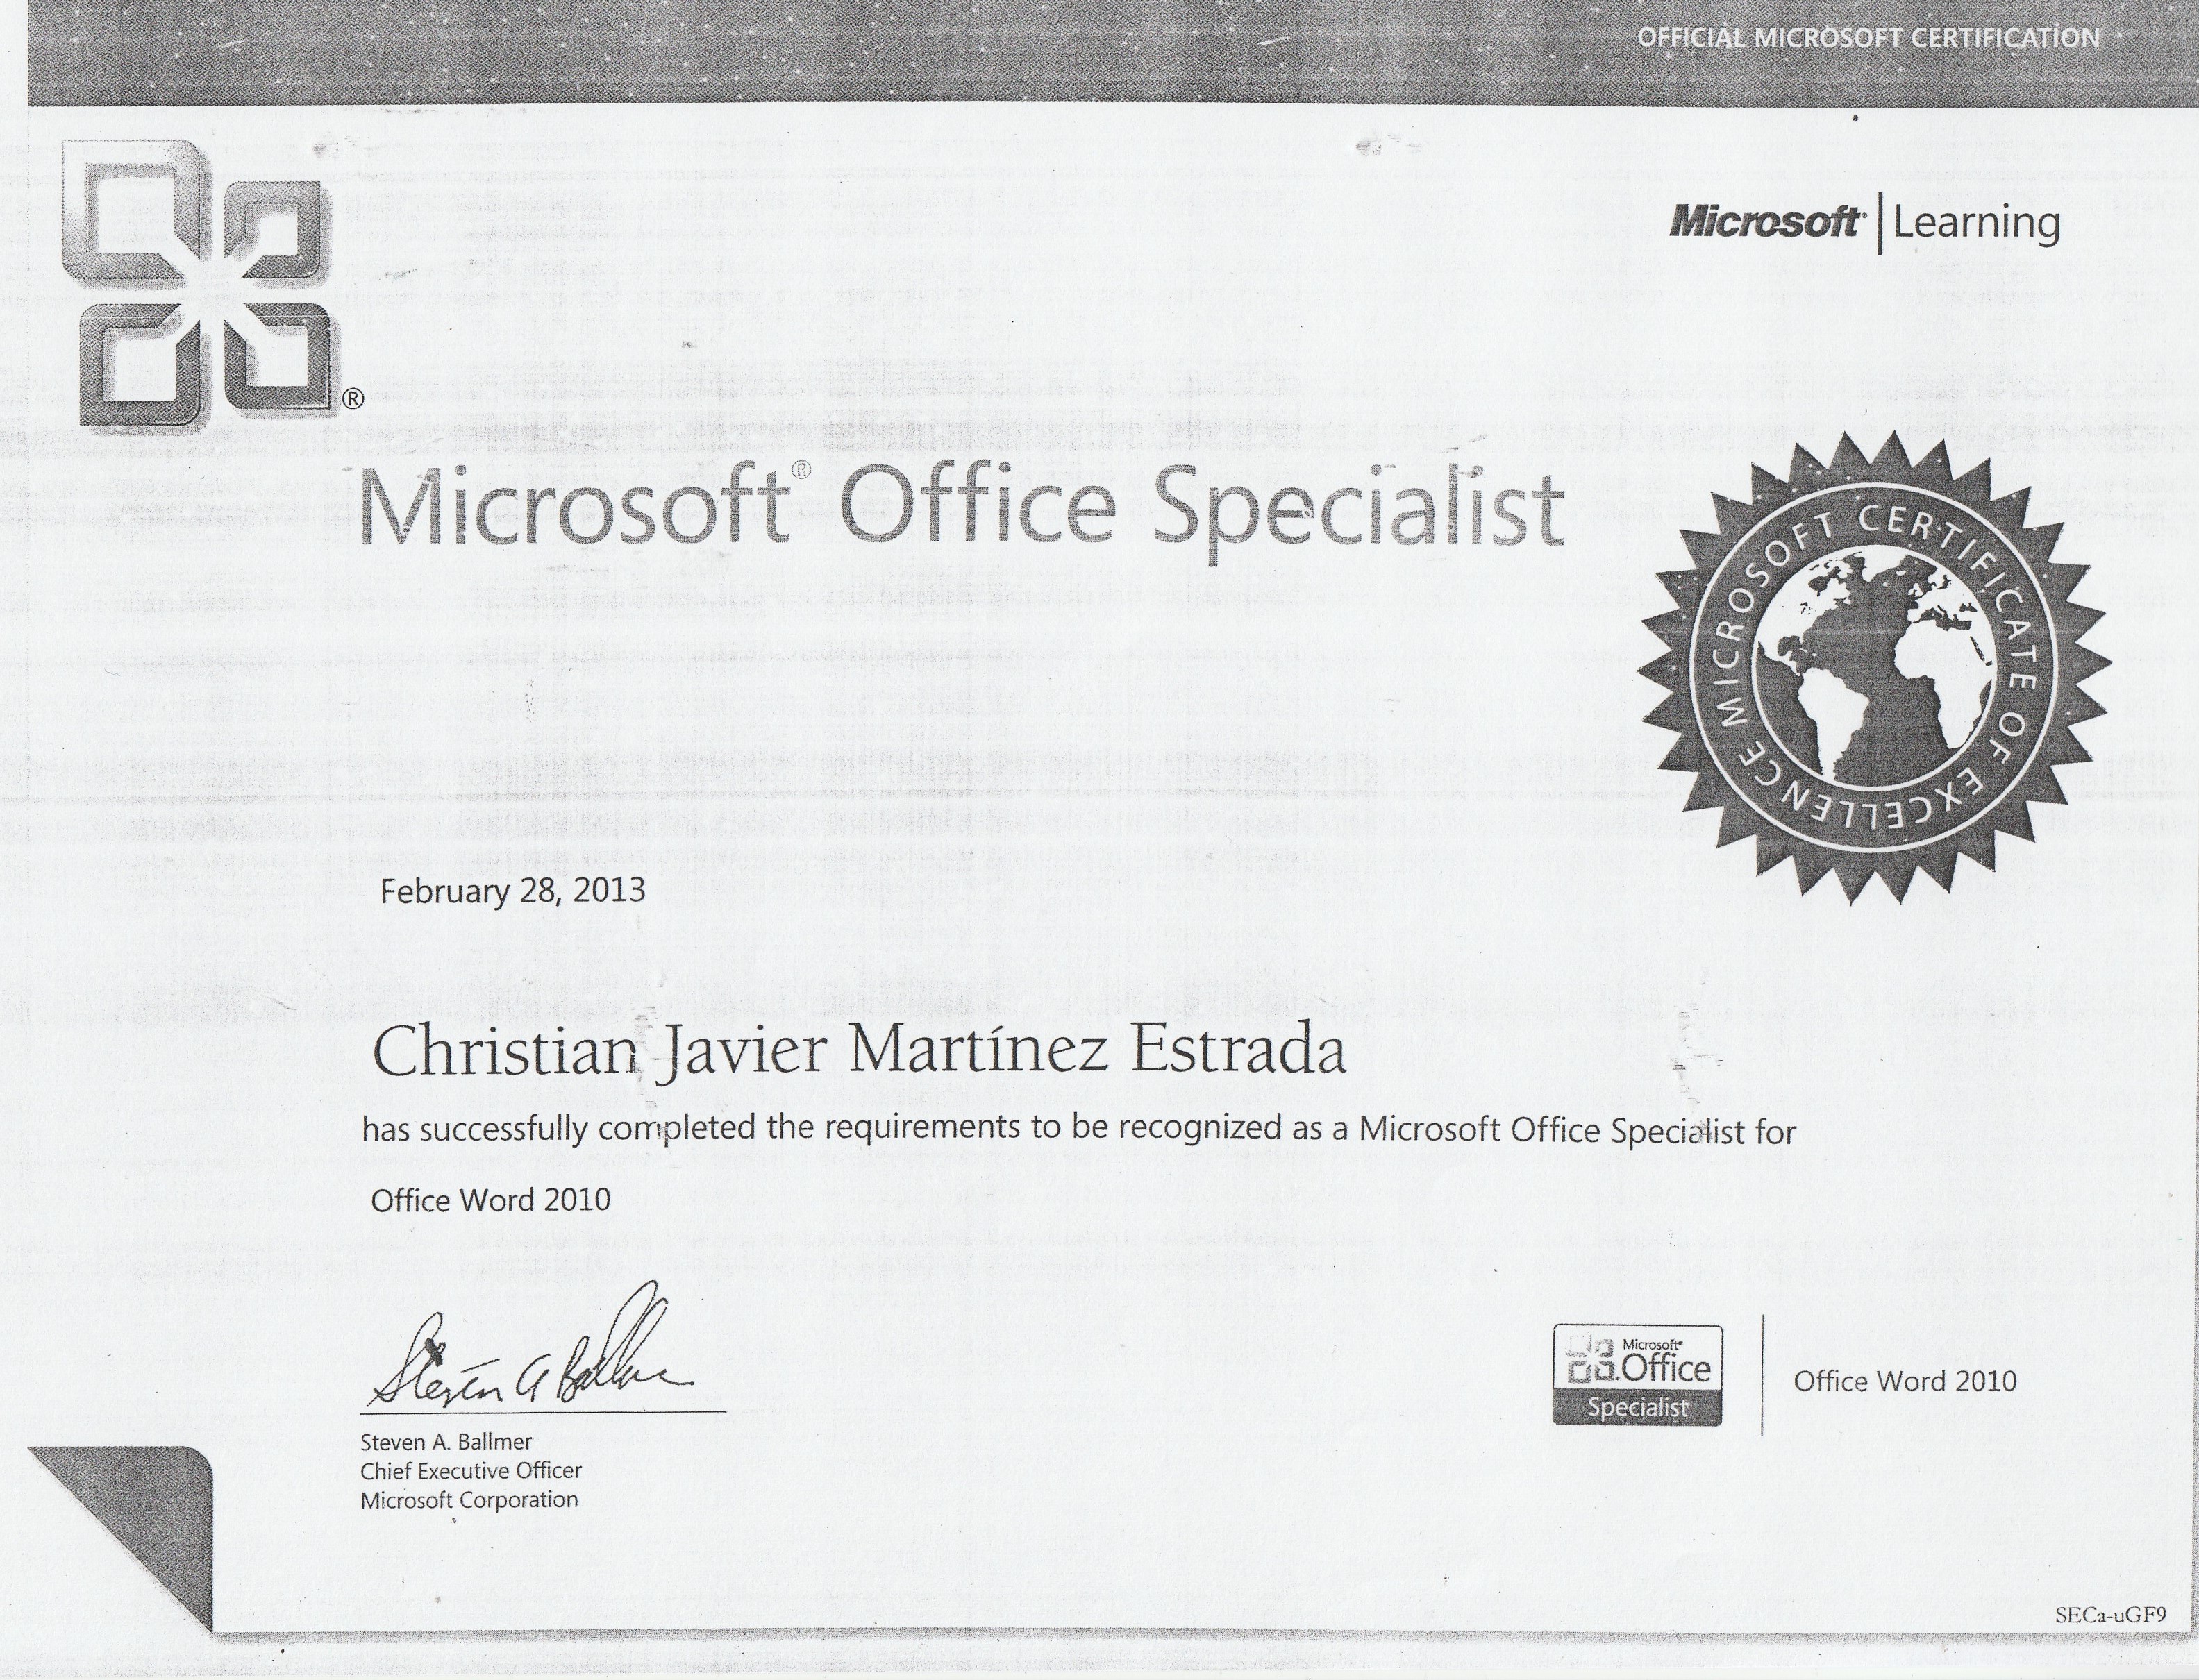 OFFICIAL MICROSOFT CERTIFICATION
Microsoft® | Learning
®
Microsoft® Office Specialist
MICROSOFT CERTIFICATE OF EXCELLENCE
February 28, 2013
Christian Javier Martínez Estrada
has successfully completed the requirements to be recognized as a Microsoft Office Specialist for
Office Word 2010
Steven A Ballmer
Steven A. Ballmer
Chief Executive Officer
Microsoft Corporation
Microsoft®
Office
Specialist
Office Word 2010
SECa-uGF9